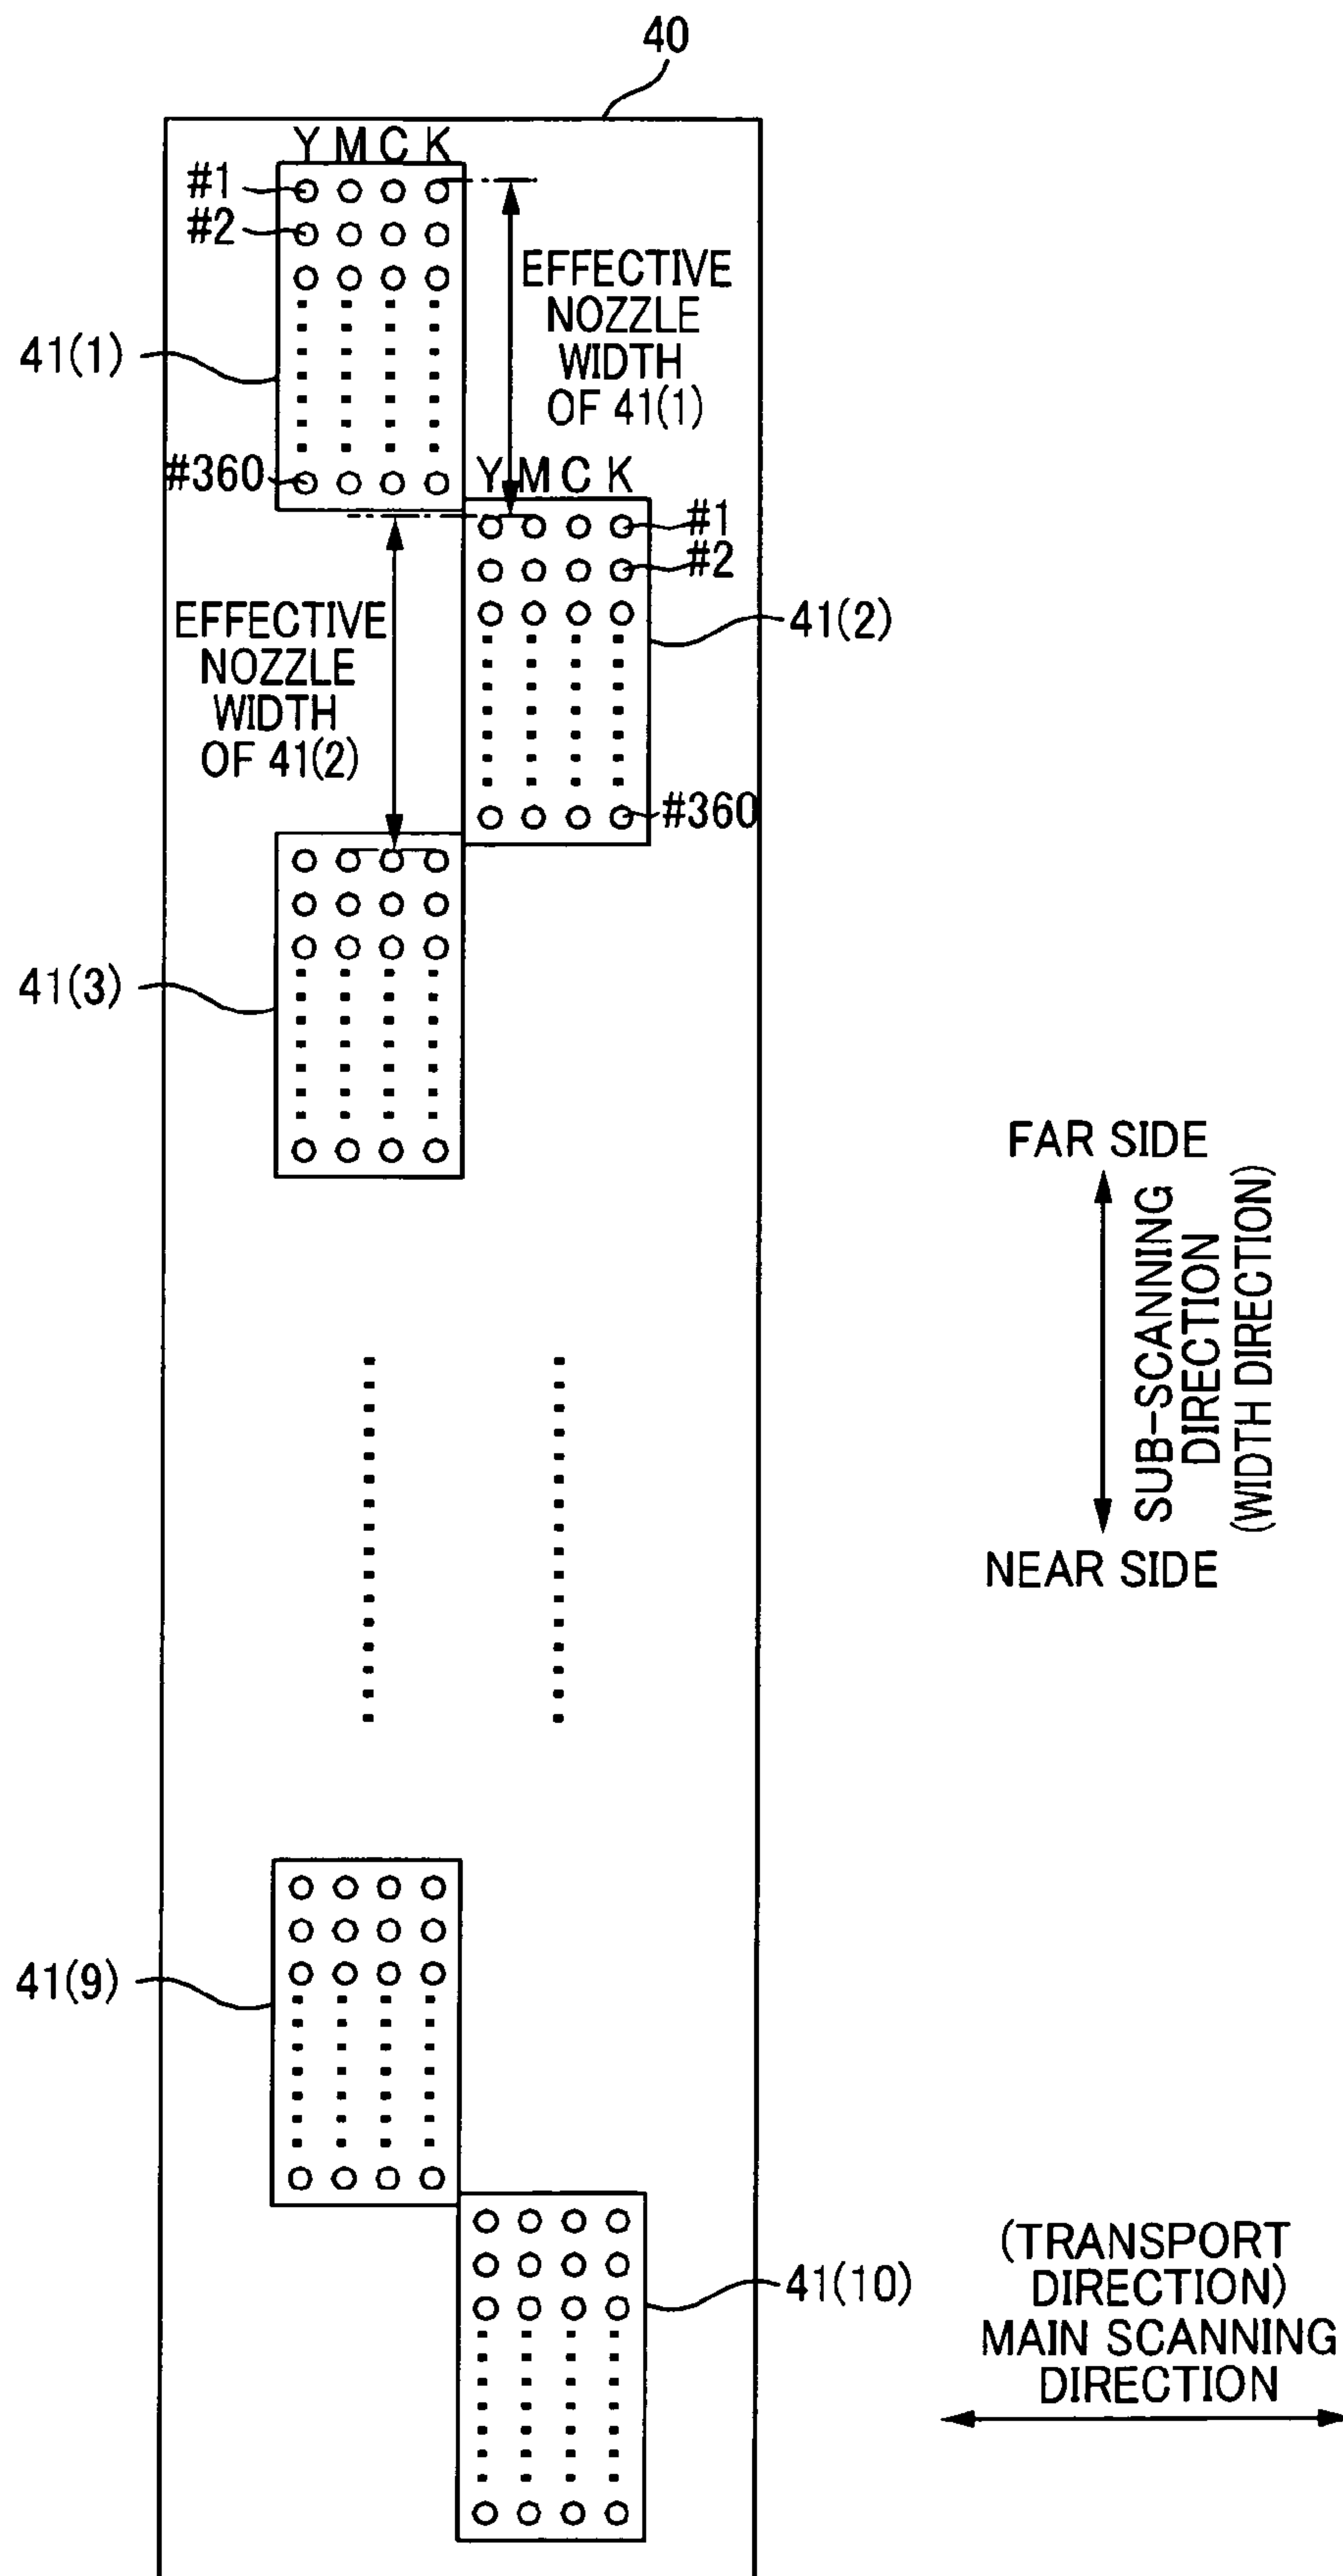 40
Y M C K
#1
#2
EFFECTIVE
NOZZLE
WIDTH
OF 41(1)
41(1)
#360
Y M C K
#1
#2
EFFECTIVE
NOZZLE
WIDTH
OF 41(2)
41(2)
#360
41(3)
FAR SIDE
SUB-SCANNING
DIRECTION
(WIDTH DIRECTION)
NEAR SIDE
41(9)
41(10)
(TRANSPORT
DIRECTION)
MAIN SCANNING
DIRECTION